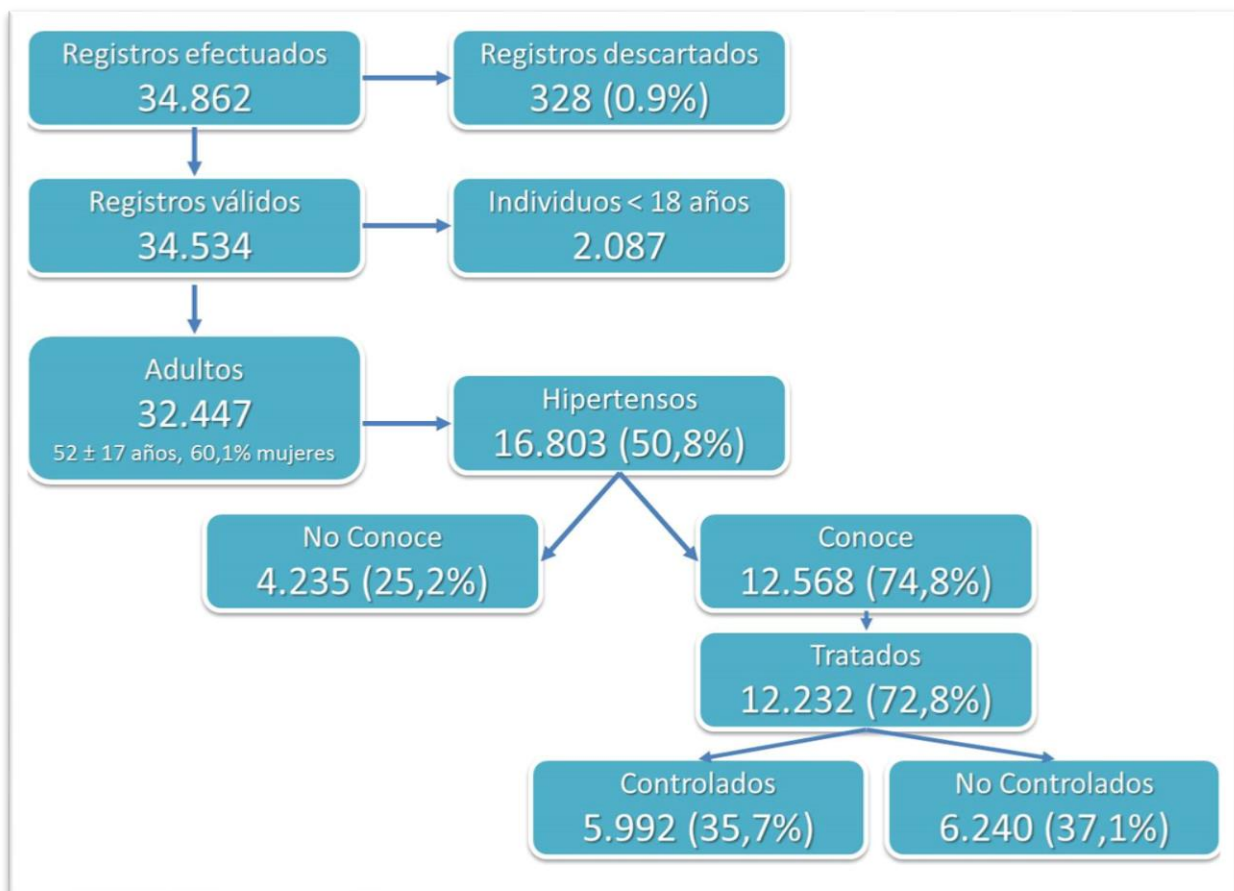 Registros efectuados
34.862
Registros descartados
328 (0.9%)
Registros válidos
34.534
Individuos < 18 años
2.087
Adultos
32.447
52 ± 17 años, 60,1% mujeres
Hipertensos
16.803 (50,8%)
No Conoce
4.235 (25,2%)
Conoce
12.568 (74,8%)
Tratados
12.232 (72,8%)
Controlados
5.992 (35,7%)
No Controlados
6.240 (37,1%)